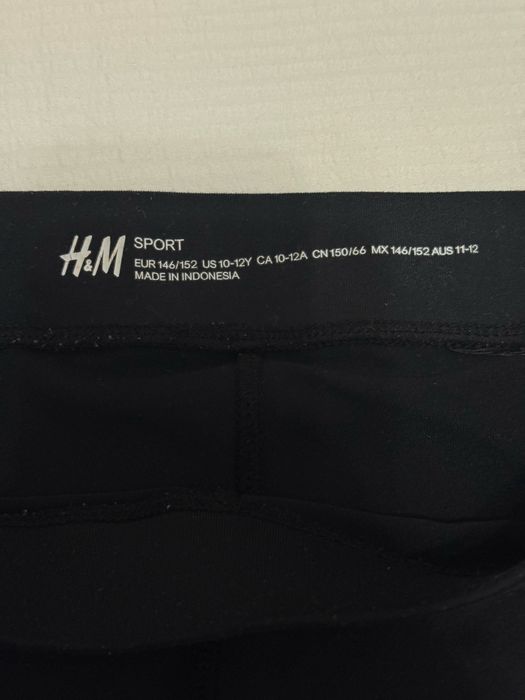 H&M SPORT
EUR 146/152 US 10-12Y CA 10-12A CN 150/66 MX 146/152 AUS 11-12
MADE IN INDONESIA